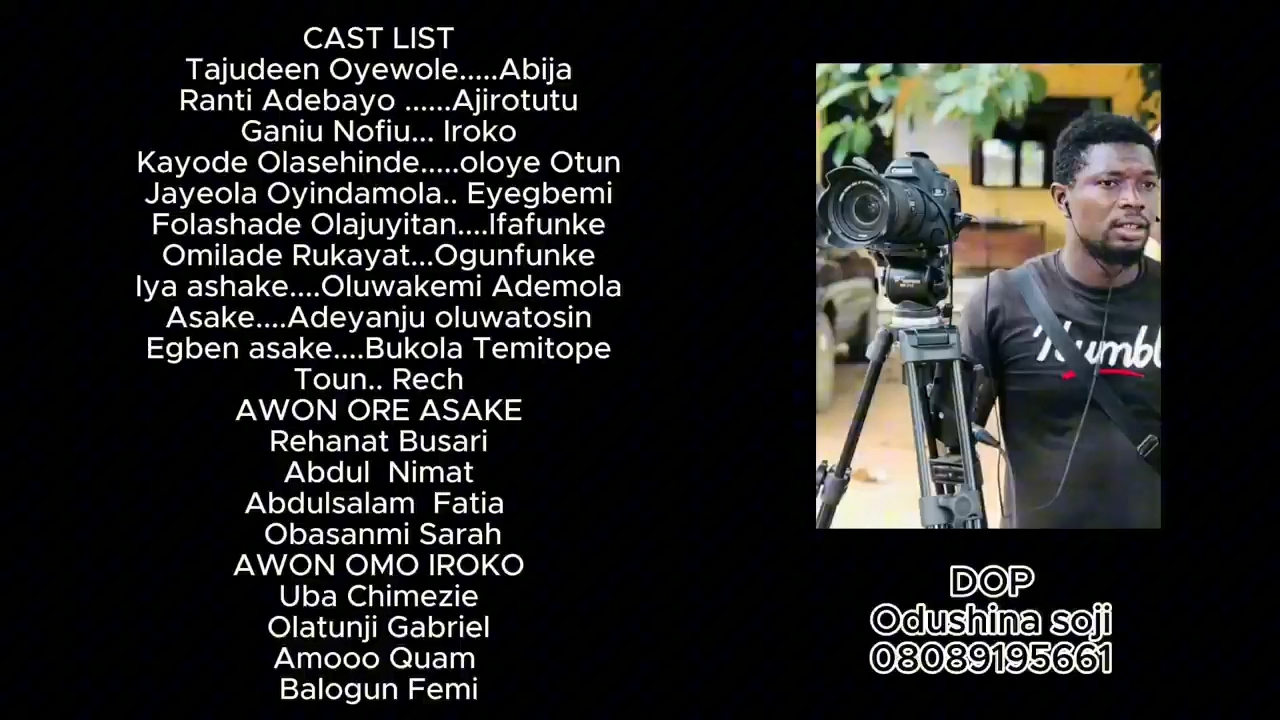 CAST LIST
Tajudeen Oyewole.....Abija
Ranti Adebayo ......Ajirotutu
Ganiu Nofiu... Iroko
Kayode Olasehinde.....oloye Otun
Jayeola Oyindamola.. Eyegbemi
Folashade Olajuyitan....Ifafunke
Omilade Rukayat...Ogunfunke
Iya ashake....Oluwakemi Ademola
Asake....Adeyanju oluwatosin
Egben asake....Bukola Temitope
Toun.. Rech
AWON ORE ASAKE
Rehanat Busari
Abdul  Nimat
Abdulsalam  Fatia
Obasanmi Sarah
AWON OMO IROKO
Uba Chimezie
Olatunji Gabriel
Amooo Quam
Balogun Femi
Humbl
DOP
Odushina soji
08089195661